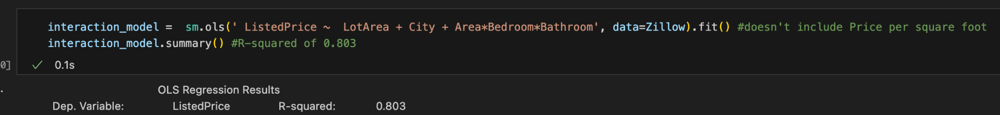 interaction_model =  sm.ols(' ListedPrice ~  LotArea + City + Area*Bedroom*Bathroom', data=Zillow).fit() #doesn't include Price per square foot
interaction_model.summary() #R-squared of 0.803
0] ✓ 0.1s
OLS Regression Results
Dep. Variable: ListedPrice R-squared: 0.803